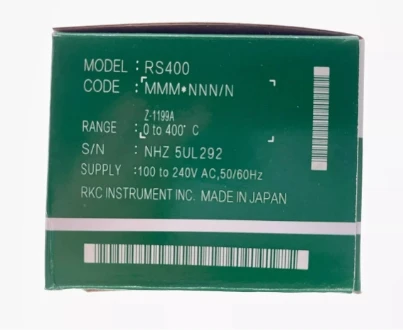 MODEL : RS400
CODE : MMM•NNN/N
Z-1199A
RANGE : 0 to 400° C
S/N : NHZ 5UL292
SUPPLY : 100 to 240V AC,50/60Hz
RKC INSTRUMENT INC. MADE IN JAPAN